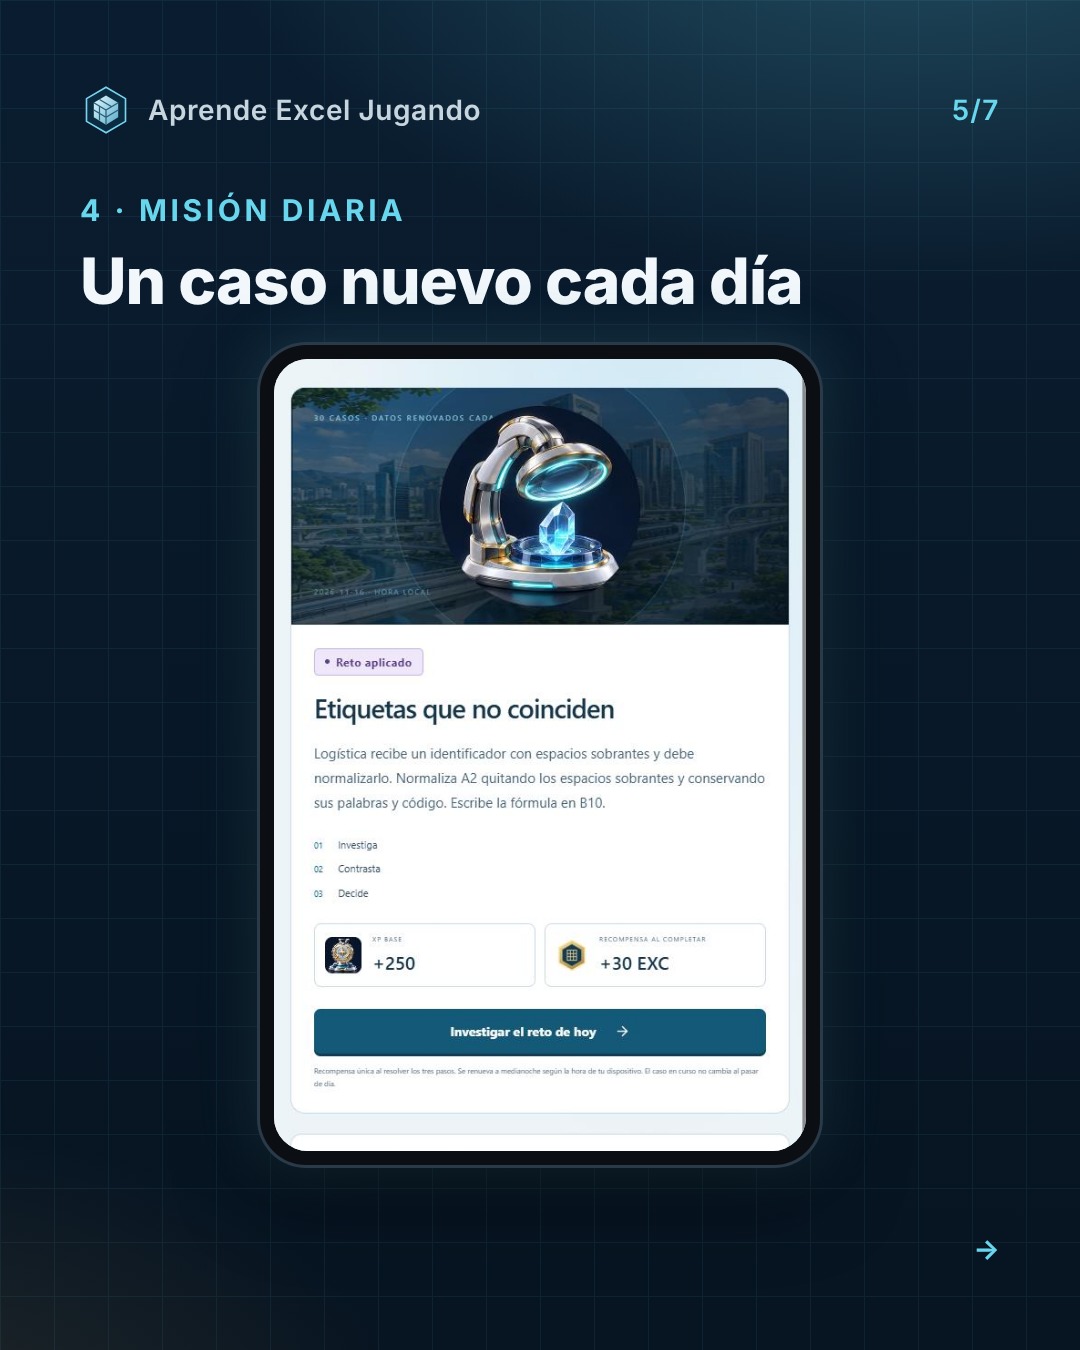 Aprende Excel Jugando
5/7
4 · MISIÓN DIARIA
Un caso nuevo cada día
30 CASOS · DATOS RENOVADOS CADA
HORA LOCAL
• Reto aplicado
Etiquetas que no coinciden
Logística recibe un identificador con espacios sobrantes y debe
normalizarlo. Normaliza A2 quitando los espacios sobrantes y conservando
sus palabras y código. Escribe la fórmula en B10.
01 Investiga
02 Contrasta
03 Decide
XP BASE
+250
RECOMPENSA AL COMPLETAR
+30 EXC
Investigar el reto de hoy →
Recompensa única al resolver los tres pasos. Se renueva a medianoche según la hora de tu dispositivo. El caso en curso no cambia al pasar
de día.
→